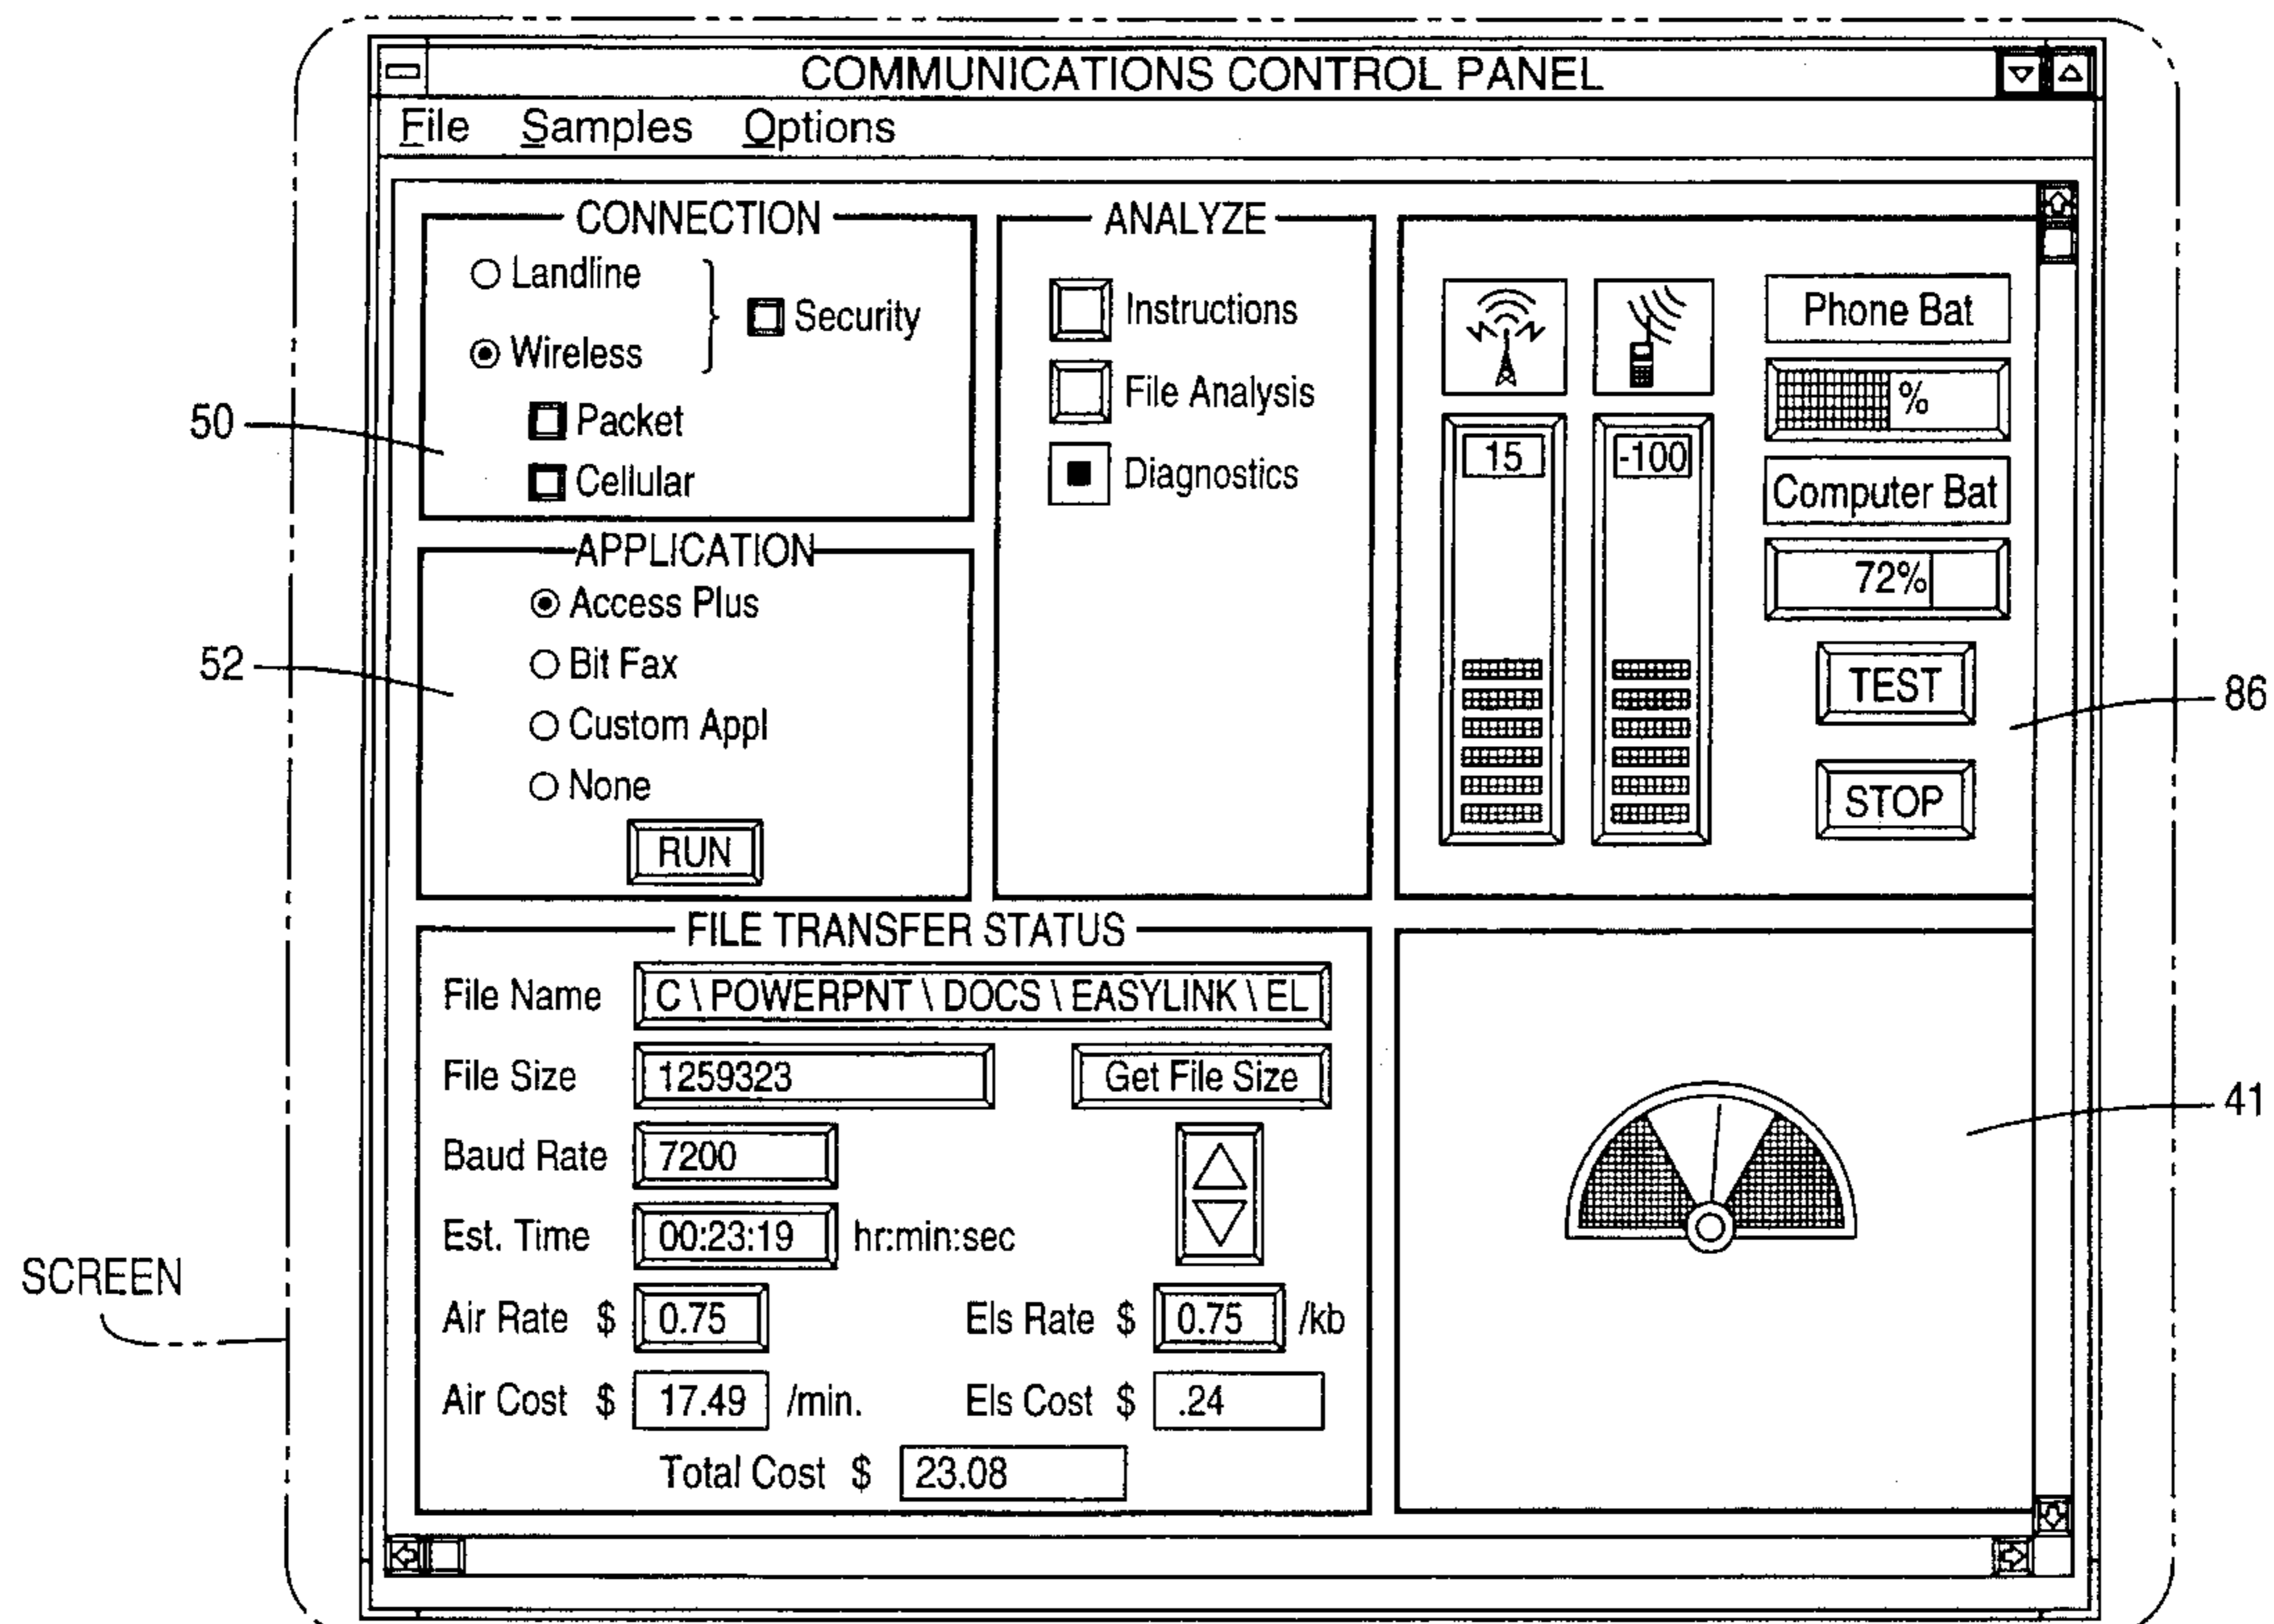 COMMUNICATIONS CONTROL PANEL
File Samples Options
CONNECTION
Landline
Wireless
Security
Packet
Cellular
50
APPLICATION
Access Plus
Bit Fax
Custom Appl
None
RUN
52
ANALYZE
Instructions
File Analysis
Diagnostics
15
-100
Phone Bat
%
Computer Bat
72%
TEST
STOP
86
FILE TRANSFER STATUS
File Name C\POWERPNT\DOCS\EASYLINK\EL
File Size 1259323 Get File Size
Baud Rate 7200
Est. Time 00:23:19 hr:min:sec
Air Rate $ 0.75 Els Rate $ 0.75 /kb
Air Cost $ 17.49 /min. Els Cost $ .24
Total Cost $ 23.08
41
SCREEN